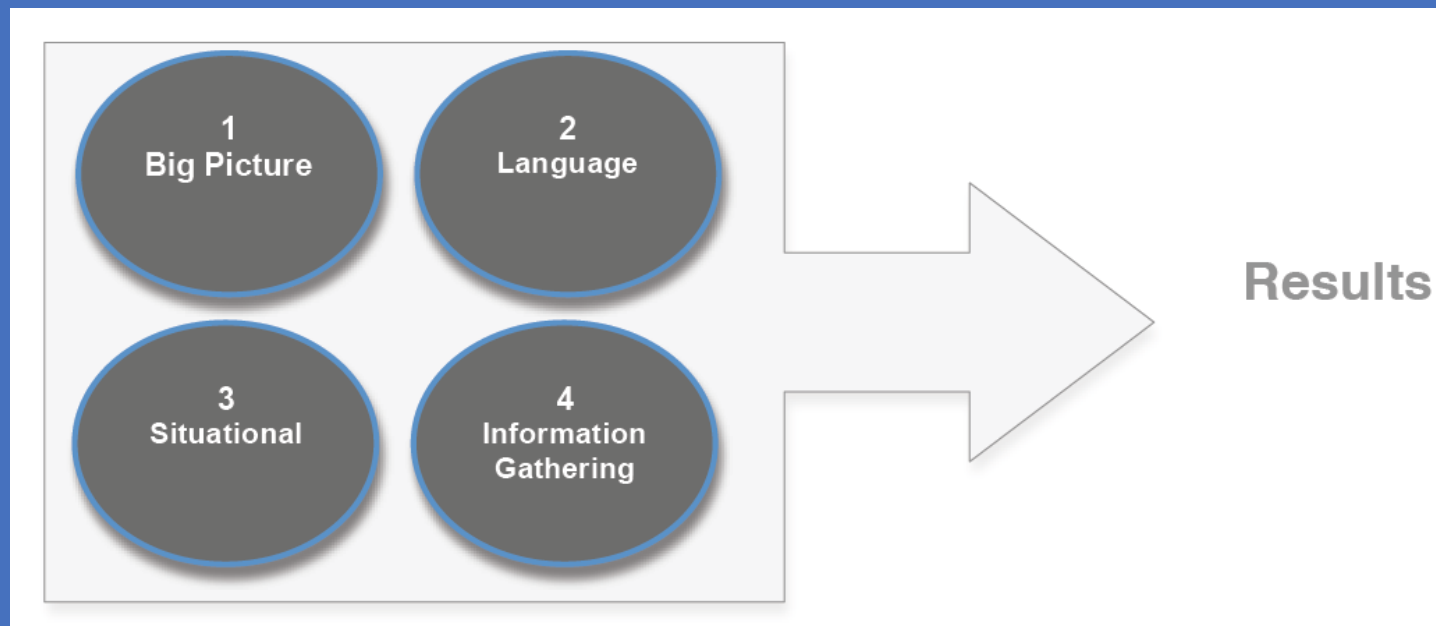 1
Big Picture
2
Language
3
Situational
4
Information
Gathering
Results